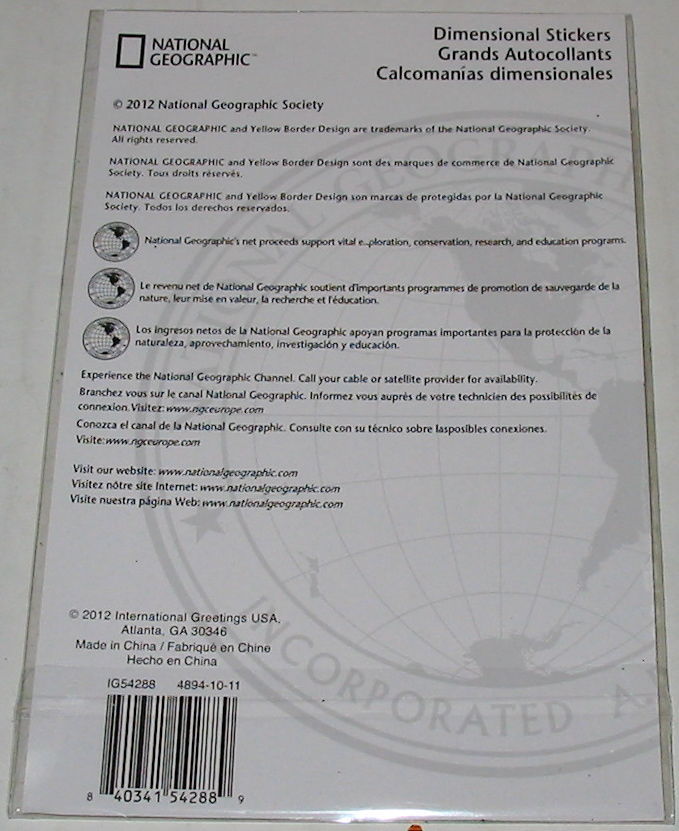 NATIONAL
GEOGRAPHIC™
Dimensional Stickers
Grands Autocollants
Calcomanías dimensionales
© 2012 National Geographic Society
NATIONAL GEOGRAPHIC and Yellow Border Design are trademarks of the National Geographic Society.
All rights reserved.
NATIONAL GEOGRAPHIC and Yellow Border Design sont des marques de commerce de National Geographic
Society. Tous droits réservés.
NATIONAL GEOGRAPHIC and Yellow Border Design son marcas de protegidas por la National Geographic
Society. Todos los derechos reservados.
National Geographic's net proceeds support vital e ploration, conservation, research, and education programs.
Le revenu net de National Geographic soutient d'importants programmes de promotion de sauvegarde de la
nature, leur mise en valeur, la recherche et l'éducation.
Los ingresos netos de la National Geographic apoyan programas importantes para la protección de la
naturaleza, aprovechamiento, investigación y educación.
Experience the National Geographic Channel. Call your cable or satellite provider for availability.
Branchez vous sur le canal National Geographic. Informez vous auprés de votre technicien des possibilités de
connexion. Visitez: www.ngceurope.com
Conozca el canal de la National Geographic. Consulte con su técnico sobre lasposibles conexiones.
Visite: www.ngceurope.com
Visit our website: www.nationalgeographic.com
Visitez nôtre site Internet: www.nationalgeographic.com
Visite nuestra página Web: www.nationalgeographic.com
© 2012 International Greetings USA,
Atlanta, GA 30346
Made in China / Fabriqué en Chine
Hecho en China
IG54288 4894-10-11
8 40341 54288 9
NATIONAL GEOGRAPHI
INCORPORATED A